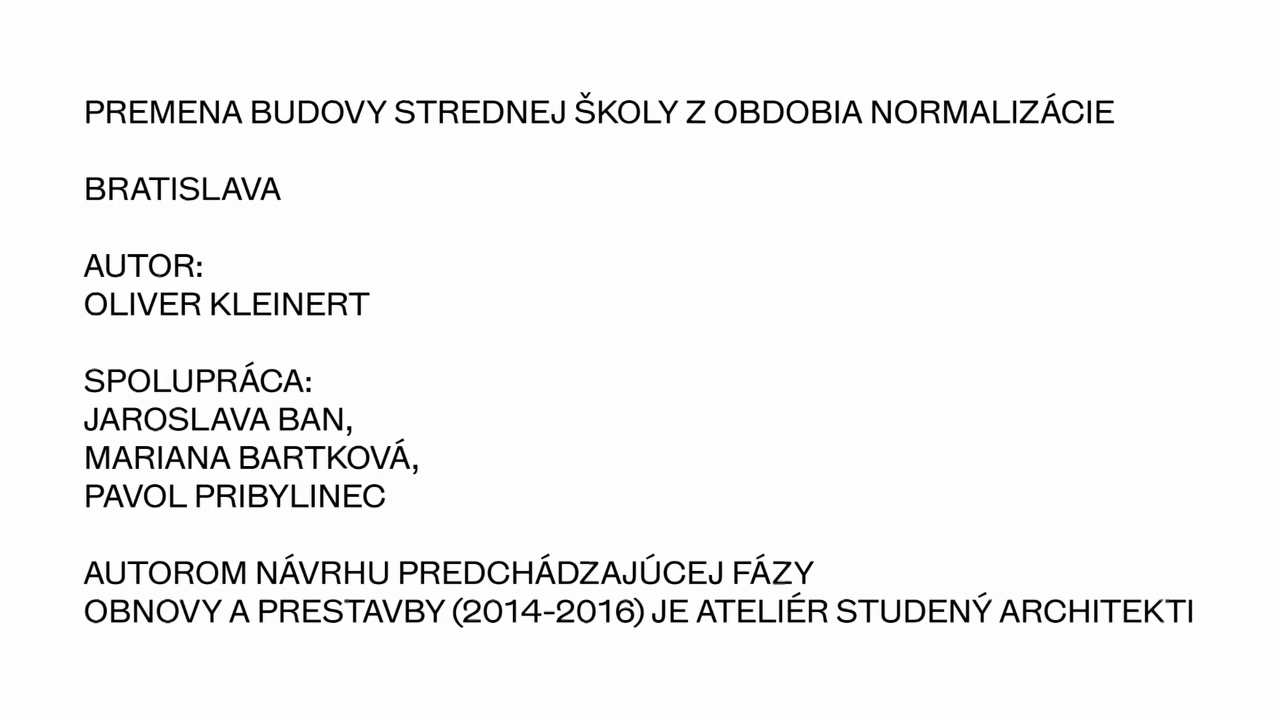 PREMENA BUDOVY STREDNEJ ŠKOLY Z OBDOBIA NORMALIZÁCIE
BRATISLAVA
AUTOR:
OLIVER KLEINERT
SPOLUPRÁCA:
JAROSLAVA BAN,
MARIANA BARTKOVÁ,
PAVOL PRIBYLINEC
AUTOROM NÁVRHU PREDCHÁDZAJÚCEJ FÁZY
OBNOVY A PRESTAVBY (2014-2016) JE ATELIÉR STUDENÝ ARCHITEKTI